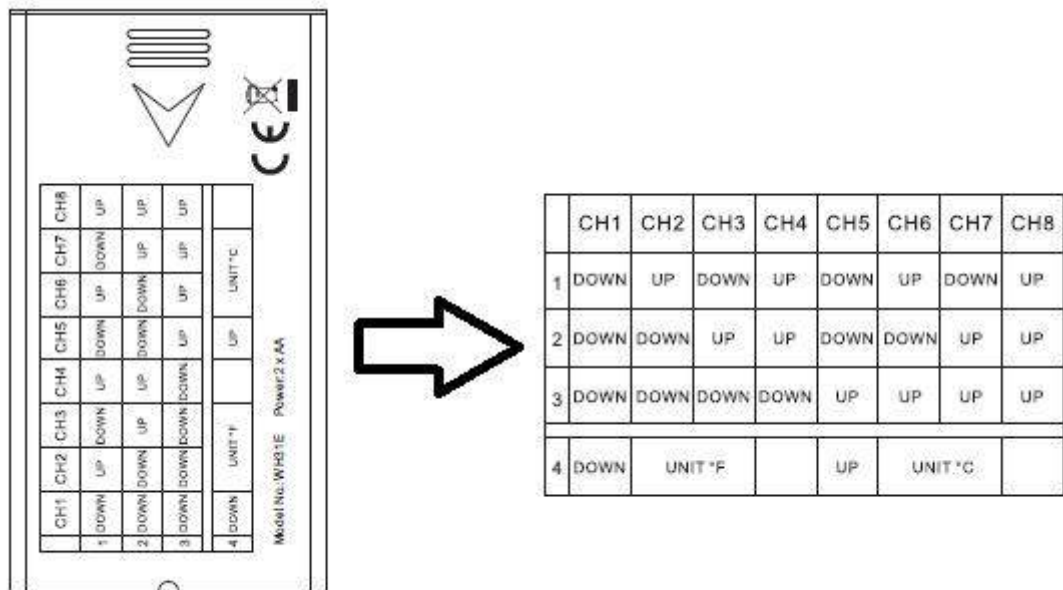 CH1 CH2 CH3 CH4 CH5 CH6 CH7 CH8
1 DOWN UP DOWN UP DOWN UP DOWN UP
2 DOWN DOWN UP UP DOWN DOWN UP UP
3 DOWN DOWN DOWN DOWN UP UP UP UP
4 DOWN UNIT °F UP UNIT °C
Model No.: WH31E Power: 2 x AA
CE
CH1 CH2 CH3 CH4 CH5 CH6 CH7 CH8
1 DOWN UP DOWN UP DOWN UP DOWN UP
2 DOWN DOWN UP UP DOWN DOWN UP UP
3 DOWN DOWN DOWN DOWN UP UP UP UP
4 DOWN UNIT °F UP UNIT °C